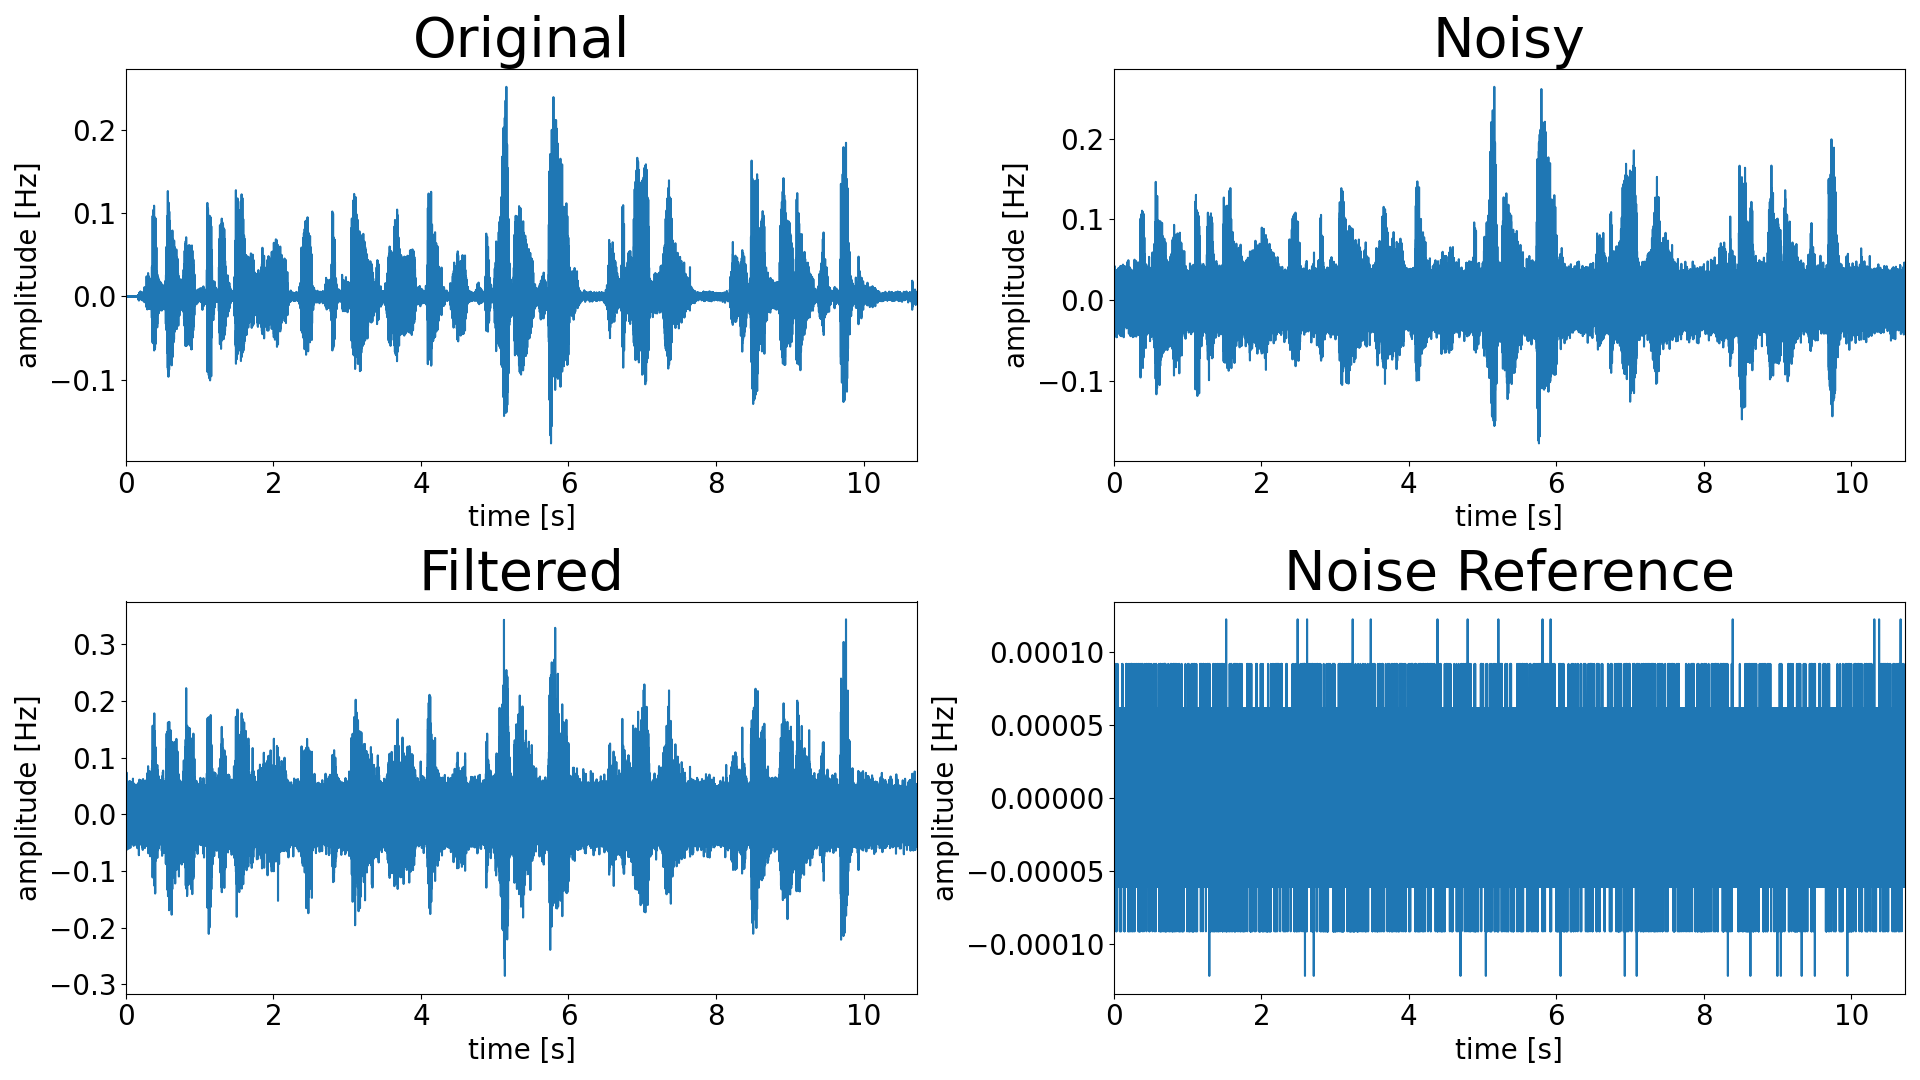 Original
amplitude [Hz]
0.2
0.1
0.0
−0.1
0 2 4 6 8 10
time [s]
Noisy
amplitude [Hz]
0.2
0.1
0.0
−0.1
0 2 4 6 8 10
time [s]
Filtered
amplitude [Hz]
0.3
0.2
0.1
0.0
−0.1
−0.2
−0.3
0 2 4 6 8 10
time [s]
Noise Reference
amplitude [Hz]
0.00010
0.00005
0.00000
−0.00005
−0.00010
0 2 4 6 8 10
time [s]